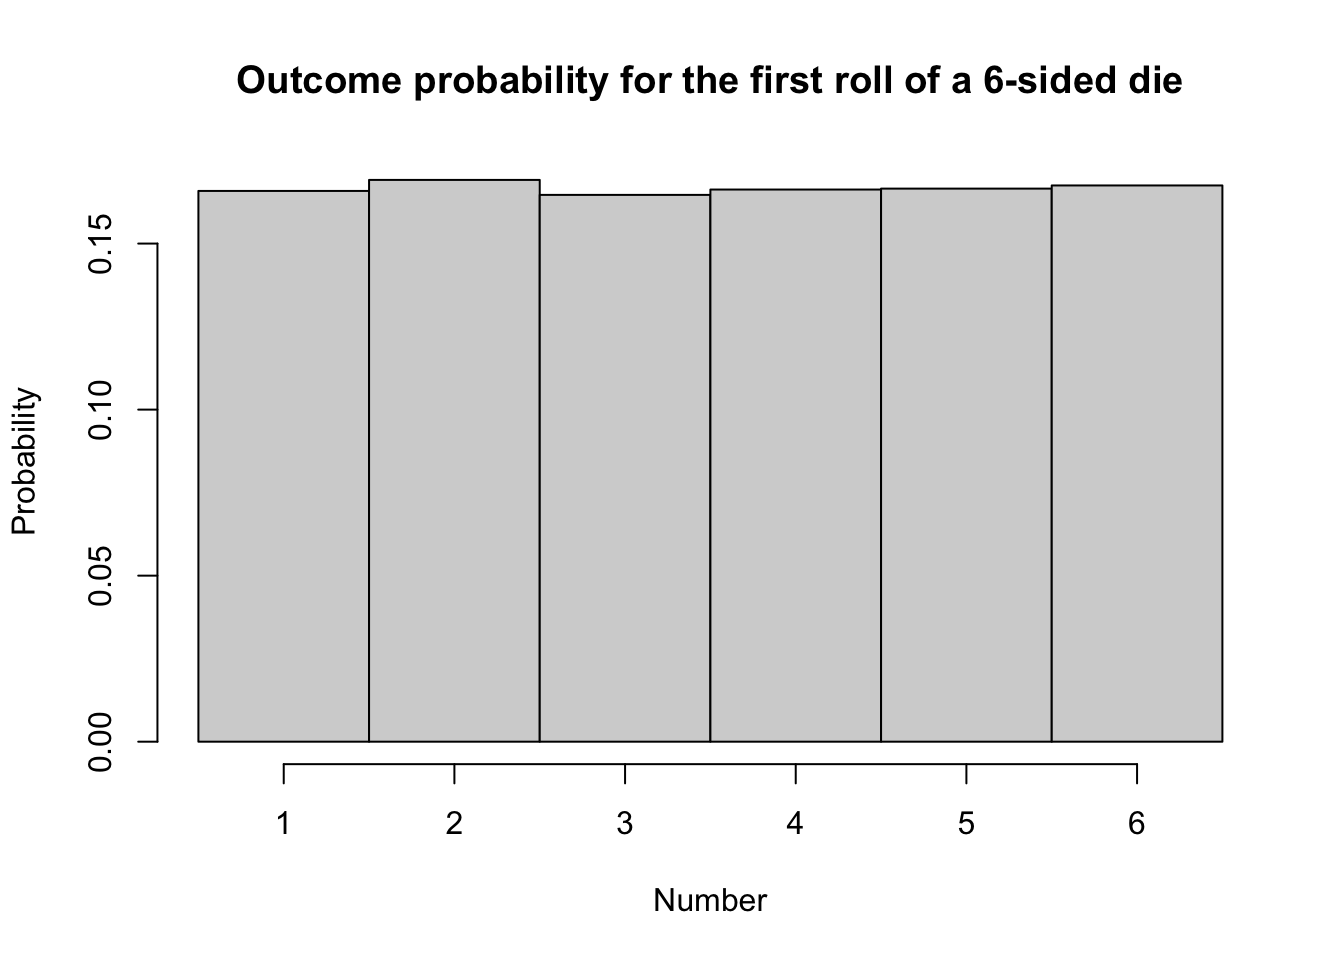 Outcome probability for the first roll of a 6-sided die
Probability
0.15
0.10
0.05
0.00
1 2 3 4 5 6
Number